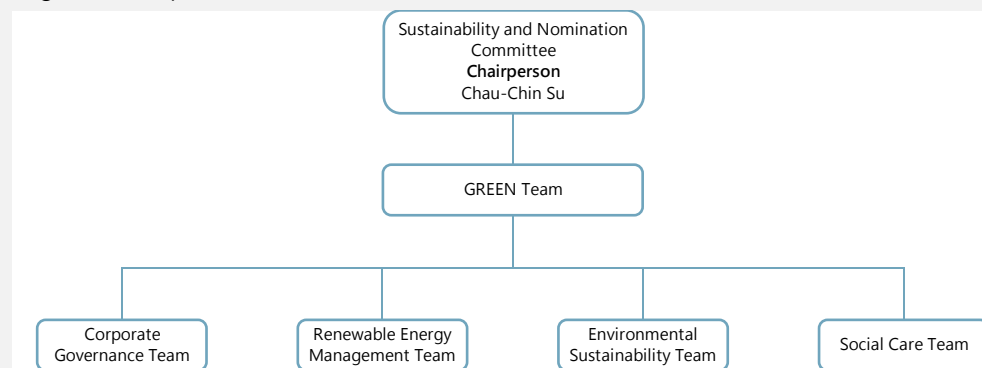 Sustainability and Nomination
Committee
Chairperson
Chau-Chin Su
GREEN Team
Corporate
Governance Team
Renewable Energy
Management Team
Environmental
Sustainability Team
Social Care Team